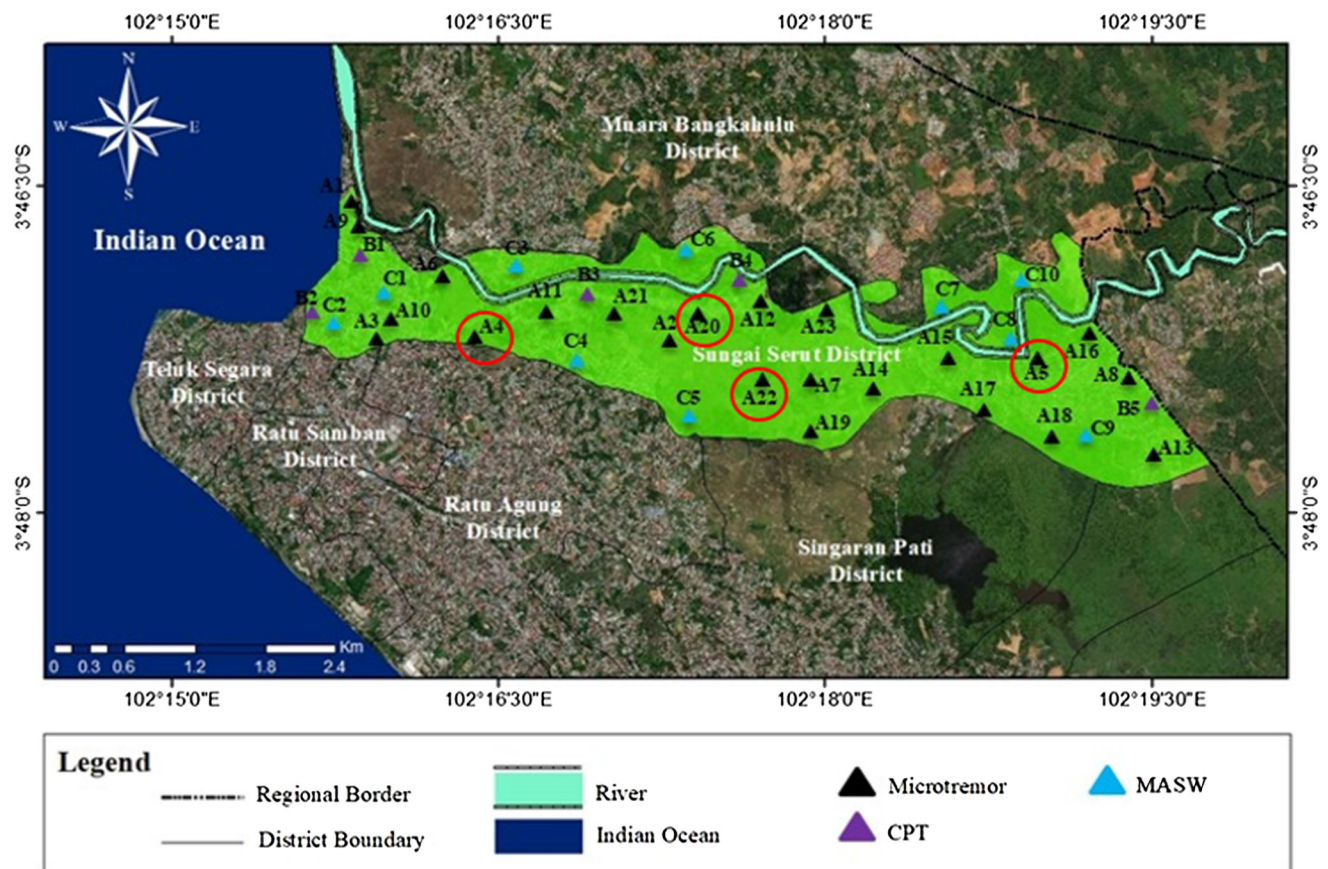 102°15'0"E 102°16'30"E 102°18'0"E 102°19'30"E
N
W E
S
3°46'30"S 3°46'30"S
Muara Bangkahulu
District
Indian Ocean
A1
A9
B1
C3
C6
B4
A6
B3
C1
C10
B2
C2
A10
A3
A11
A21
A4
A2
A20
A12
A23
C7
C8
A15
A16
C4
Sungai Serut District
A5
A8
Teluk Segara
District
A22
A7
A14
A17
B5
C5
A19
A18
C9
A13
Ratu Samban
District
Ratu Agung
District
3°48'0"S 3°48'0"S
Singaran Pati
District
Km
0 0.3 0.6 1.2 1.8 2.4
102°15'0"E 102°16'30"E 102°18'0"E 102°19'30"E
Legend
Regional Border
River
Microtremor
MASW
District Boundary
Indian Ocean
CPT